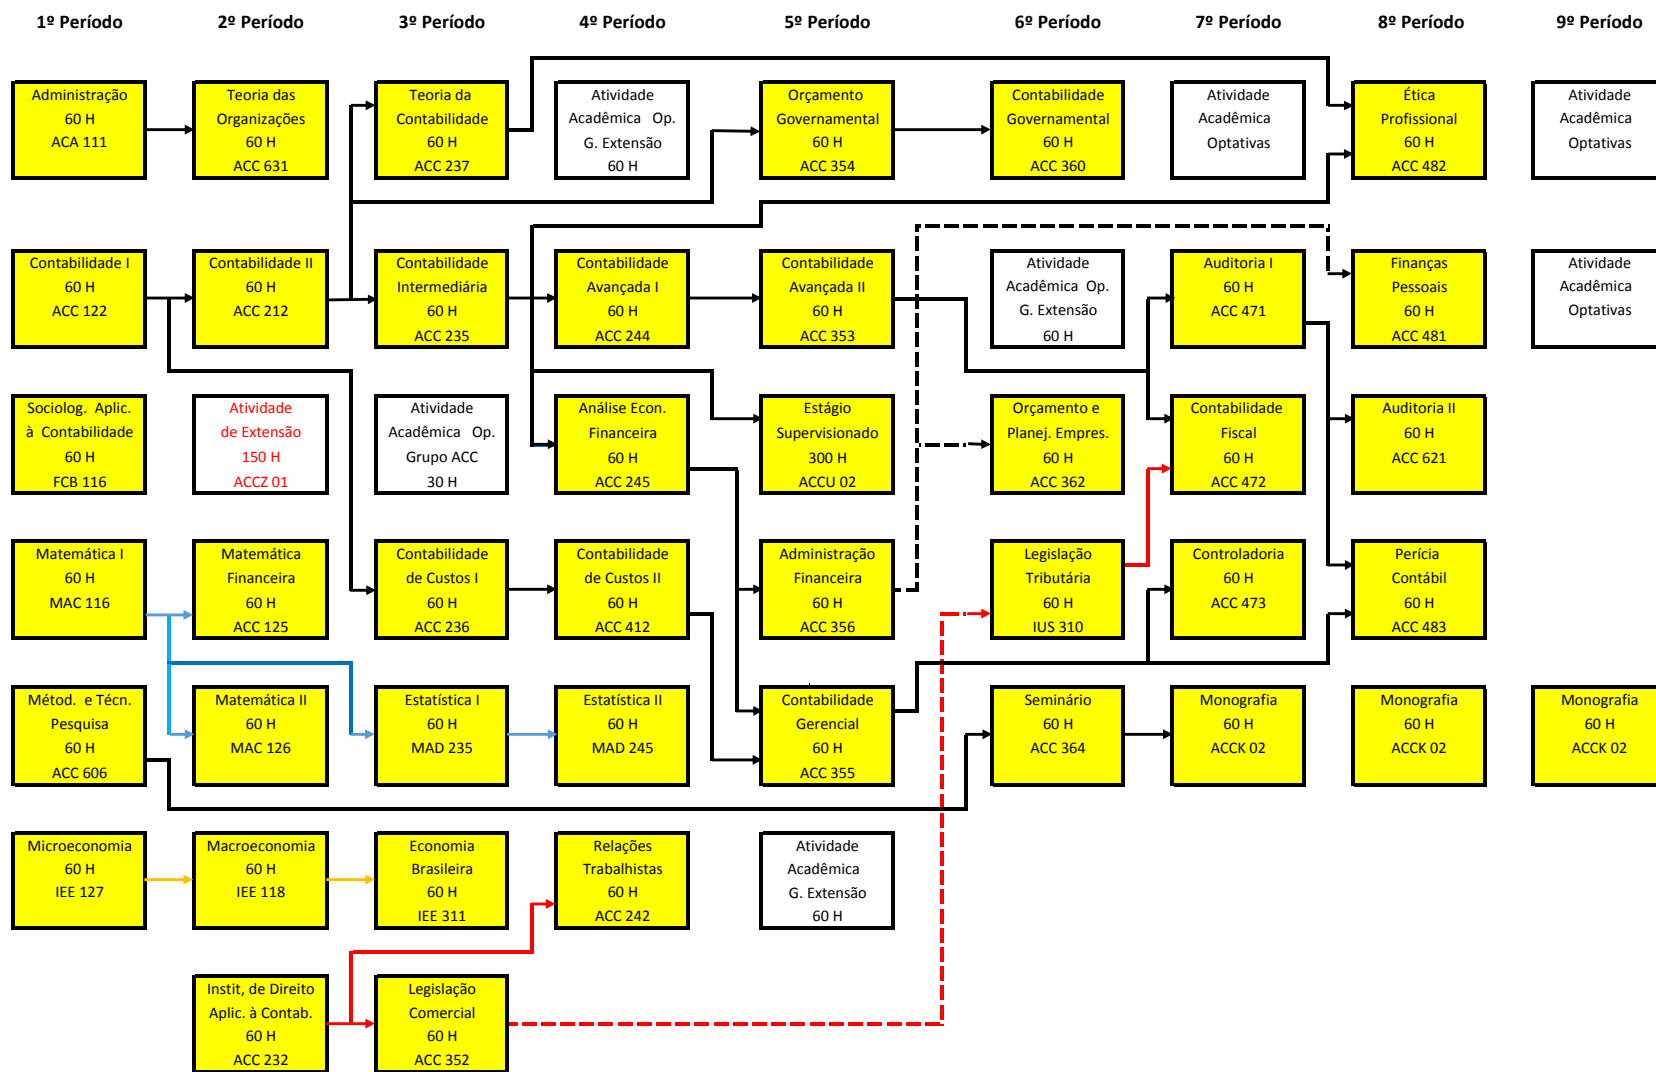 1º Período 2º Período 3º Período 4º Período 5º Período 6º Período 7º Período 8º Período 9º Período
Administração
60 H
ACA 111
Teoria das
Organizações
60 H
ACC 631
Teoria da
Contabilidade
60 H
ACC 237
Atividade
Acadêmica Op.
G. Extensão
60 H
Orçamento
Governamental
60 H
ACC 354
Contabilidade
Governamental
60 H
ACC 360
Atividade
Acadêmica
Optativas
Ética
Profissional
60 H
ACC 482
Atividade
Acadêmica
Optativas
Contabilidade I
60 H
ACC 122
Contabilidade II
60 H
ACC 212
Contabilidade
Intermediária
60 H
ACC 235
Contabilidade
Avançada I
60 H
ACC 244
Contabilidade
Avançada II
60 H
ACC 353
Atividade
Acadêmica Op.
G. Extensão
60 H
Auditoria I
60 H
ACC 471
Finanças
Pessoais
60 H
ACC 481
Atividade
Acadêmica
Optativas
Sociolog. Aplic.
à Contabilidade
60 H
FCB 116
Atividade
de Extensão
150 H
ACCZ 01
Atividade
Acadêmica Op.
Grupo ACC
30 H
Análise Econ.
Financeira
60 H
ACC 245
Estágio
Supervisionado
300 H
ACCU 02
Orçamento e
Planej. Empres.
60 H
ACC 362
Contabilidade
Fiscal
60 H
ACC 472
Auditoria II
60 H
ACC 621
Matemática I
60 H
MAC 116
Matemática
Financeira
60 H
ACC 125
Contabilidade
de Custos I
60 H
ACC 236
Contabilidade
de Custos II
60 H
ACC 412
Administração
Financeira
60 H
ACC 356
Legislação
Tributária
60 H
IUS 310
Controladoria
60 H
ACC 473
Perícia
Contábil
60 H
ACC 483
Métod. e Técn.
Pesquisa
60 H
ACC 606
Matemática II
60 H
MAC 126
Estatística I
60 H
MAD 235
Estatística II
60 H
MAD 245
Contabilidade
Gerencial
60 H
ACC 355
Seminário
60 H
ACC 364
Monografia
60 H
ACCK 02
Monografia
60 H
ACCK 02
Monografia
60 H
ACCK 02
Microeconomia
60 H
IEE 127
Macroeconomia
60 H
IEE 118
Economia
Brasileira
60 H
IEE 311
Relações
Trabalhistas
60 H
ACC 242
Atividade
Acadêmica
G. Extensão
60 H
Instit, de Direito
Aplic. à Contab.
60 H
ACC 232
Legislação
Comercial
60 H
ACC 352